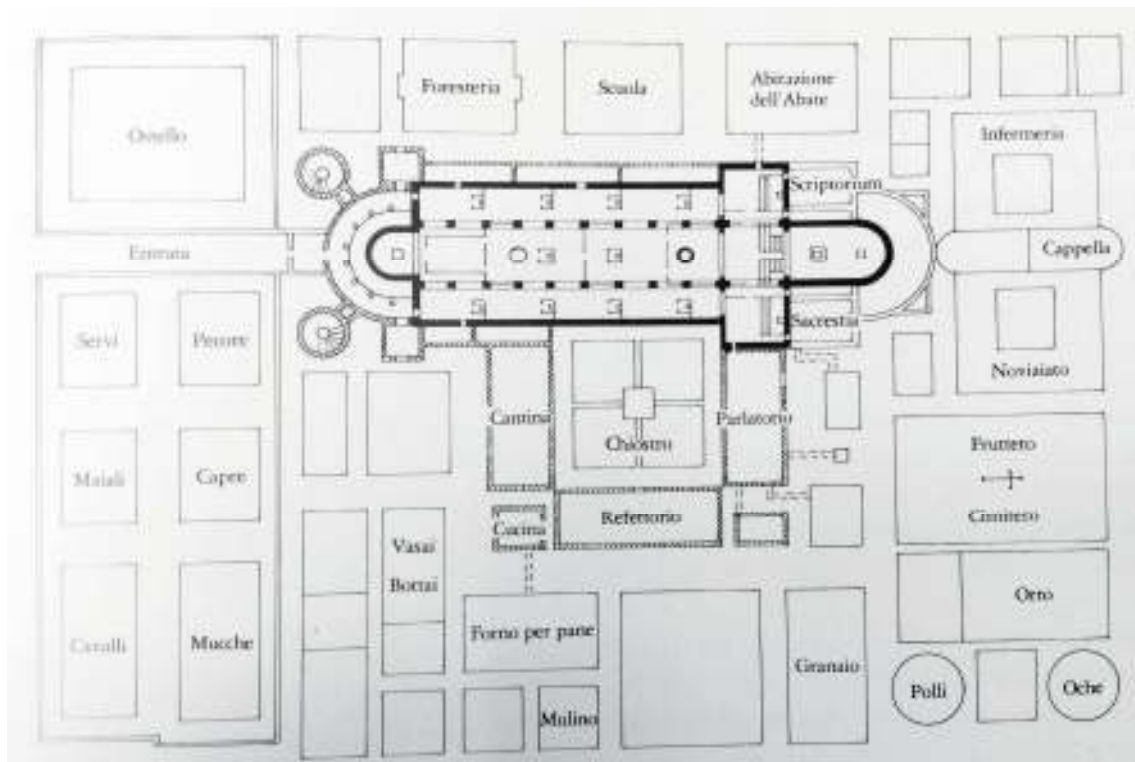 Ostello
Foresteria
Scuola
Abitazione
dell'Abate
Infermeria
Scriptorium
Entrata
Cappella
Servi
Pecore
Sacrestia
Noviziato
Cantina
Chiostro
Parlatorio
Maiali
Capre
Frutteto
Cimitero
Cucina
Refettorio
Vasai
Bottai
Orto
Cavalli
Mucche
Forno per pane
Granaio
Polli
Oche
Mulino